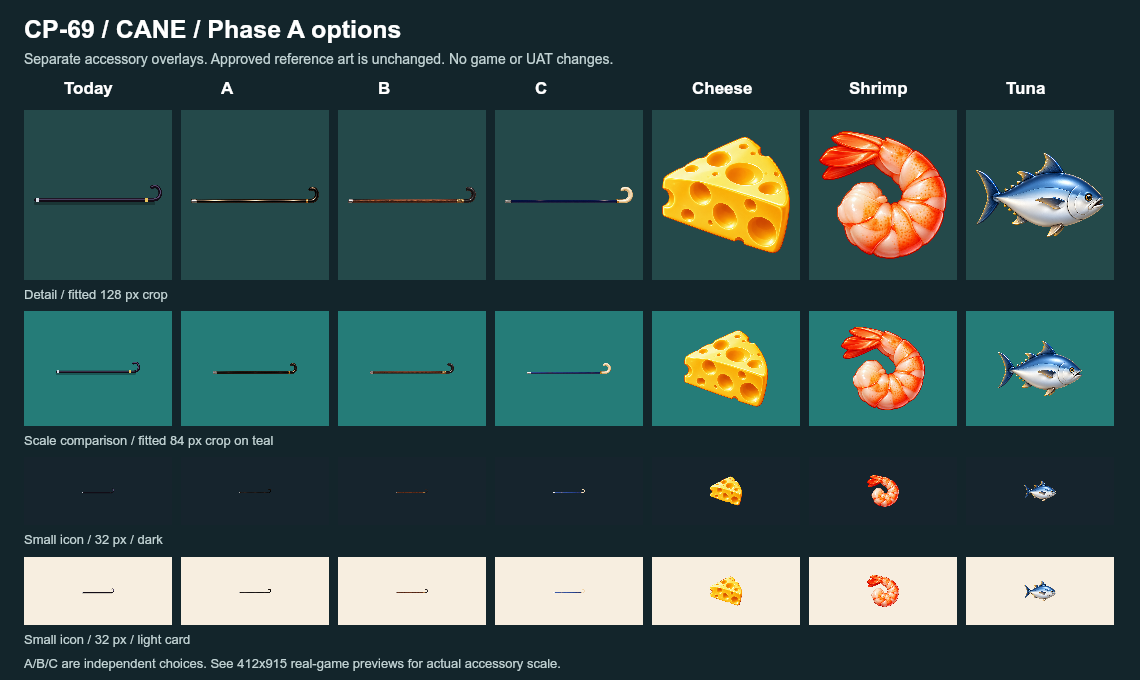 CP-69 / CANE / Phase A options
Separate accessory overlays. Approved reference art is unchanged. No game or UAT changes.
Today A B C Cheese Shrimp Tuna
Detail / fitted 128 px crop
Scale comparison / fitted 84 px crop on teal
Small icon / 32 px / dark
Small icon / 32 px / light card
A/B/C are independent choices. See 412x915 real-game previews for actual accessory scale.